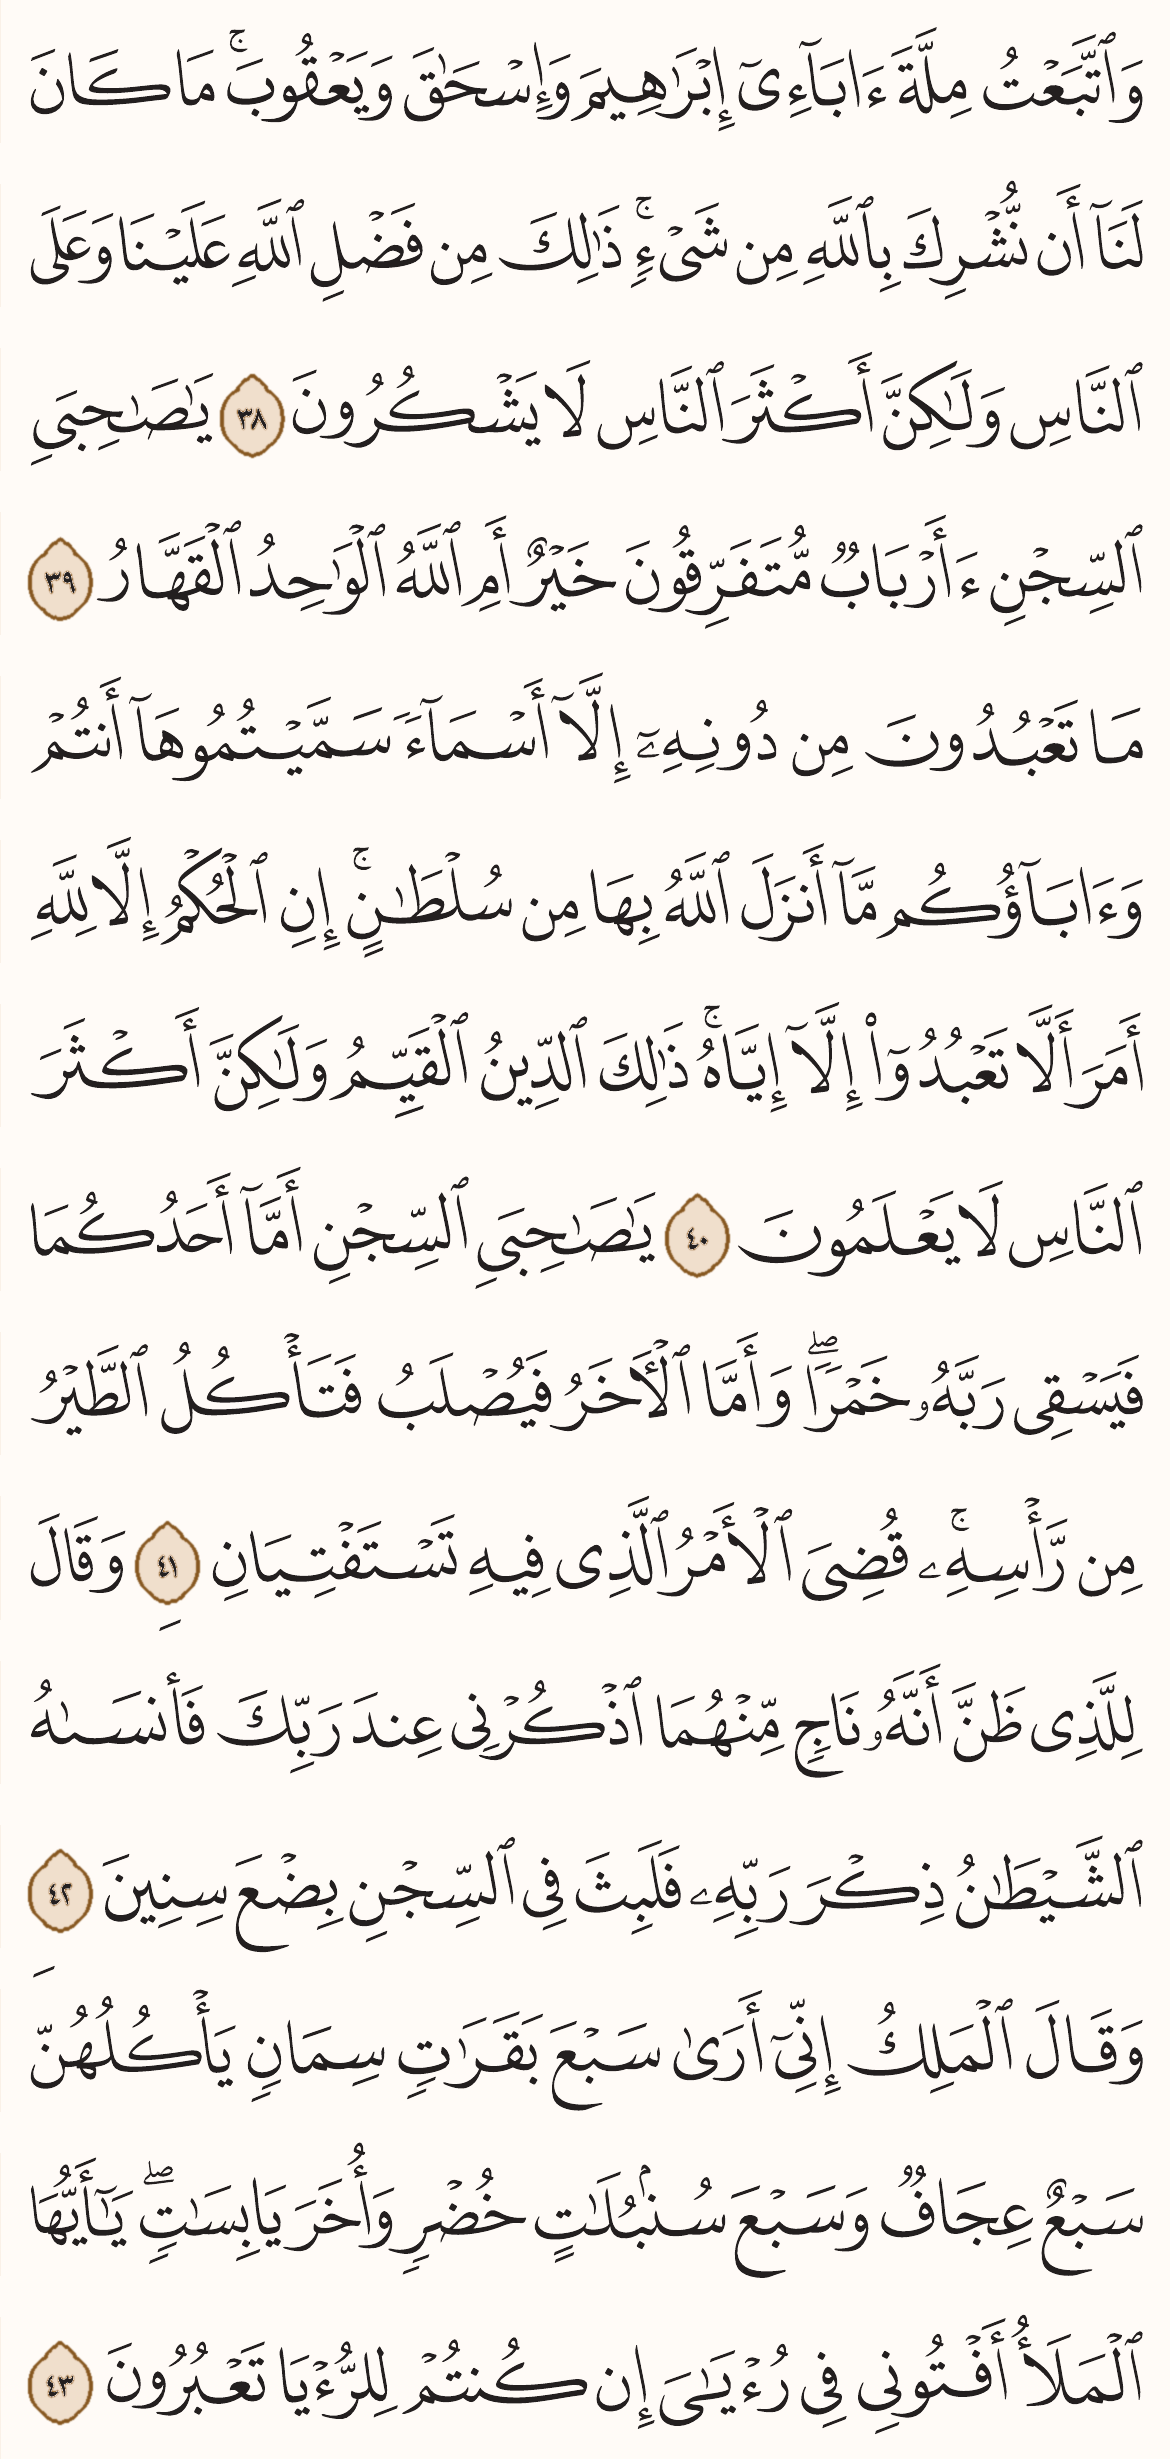 وَٱتَّبَعْتُ مِلَّةَ ءَابَآءِىٓ إِبْرَٰهِيمَ وَإِسْحَٰقَ وَيَعْقُوبَ ۚ مَا كَانَ
لَنَآ أَن نُّشْرِكَ بِٱللَّهِ مِن شَىْءٍ ۚ ذَٰلِكَ مِن فَضْلِ ٱللَّهِ عَلَيْنَا وَعَلَى
ٱلنَّاسِ وَلَٰكِنَّ أَكْثَرَ ٱلنَّاسِ لَا يَشْكُرُونَ ٣٨ يَٰصَٰحِبَىِ
ٱلسِّجْنِ ءَأَرْبَابٌ مُّتَفَرِّقُونَ خَيْرٌ أَمِ ٱللَّهُ ٱلْوَٰحِدُ ٱلْقَهَّارُ ٣٩
مَا تَعْبُدُونَ مِن دُونِهِۦٓ إِلَّآ أَسْمَآءً سَمَّيْتُمُوهَآ أَنتُمْ
وَءَابَآؤُكُم مَّآ أَنزَلَ ٱللَّهُ بِهَا مِن سُلْطَٰنٍ ۚ إِنِ ٱلْحُكْمُ إِلَّا لِلَّهِ
أَمَرَ أَلَّا تَعْبُدُوٓا۟ إِلَّآ إِيَّاهُ ۚ ذَٰلِكَ ٱلدِّينُ ٱلْقَيِّمُ وَلَٰكِنَّ أَكْثَرَ
ٱلنَّاسِ لَا يَعْلَمُونَ ٤٠ يَٰصَٰحِبَىِ ٱلسِّجْنِ أَمَّآ أَحَدُكُمَا
فَيَسْقِى رَبَّهُۥ خَمْرًا ۖ وَأَمَّا ٱلْءَاخَرُ فَيُصْلَبُ فَتَأْكُلُ ٱلطَّيْرُ
مِن رَّأْسِهِۦ ۚ قُضِىَ ٱلْأَمْرُ ٱلَّذِى فِيهِ تَسْتَفْتِيَانِ ٤١ وَقَالَ
لِلَّذِى ظَنَّ أَنَّهُۥ نَاجٍ مِّنْهُمَا ٱذْكُرْنِى عِندَ رَبِّكَ فَأَنسَىٰهُ
ٱلشَّيْطَٰنُ ذِكْرَ رَبِّهِۦ فَلَبِثَ فِى ٱلسِّجْنِ بِضْعَ سِنِينَ ٤٢
وَقَالَ ٱلْمَلِكُ إِنِّىٓ أَرَىٰ سَبْعَ بَقَرَٰتٍ سِمَانٍ يَأْكُلُهُنَّ
سَبْعٌ عِجَافٌ وَسَبْعَ سُنۢبُلَٰتٍ خُضْرٍ وَأُخَرَ يَابِسَٰتٍ ۖ يَٰٓأَيُّهَا
ٱلْمَلَأُ أَفْتُونِى فِى رُءْيَٰىَ إِن كُنتُمْ لِلرُّءْيَا تَعْبُرُونَ ٤٣